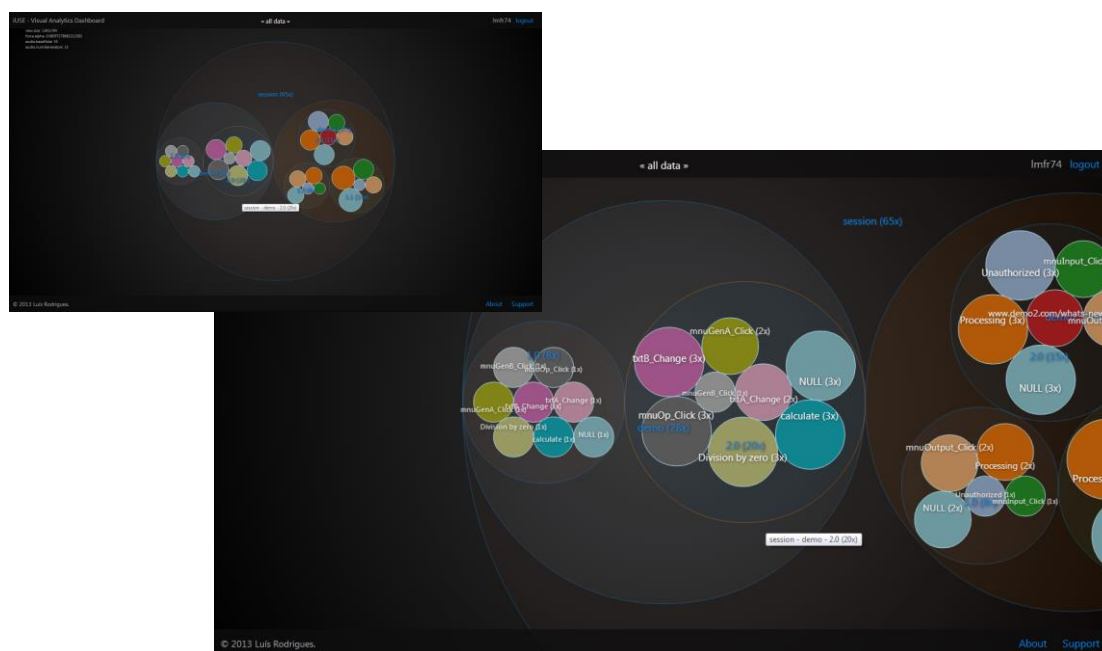 iUSE - Visual Analytics Dashboard
« all data »
lmfr74 logout
session (65x)
session - demo - 2.0 (20x)
© 2013 Luís Rodrigues.
About Support
« all data »
lmfr74 logout
session (65x)
mnuInput_Clic
Unauthorized (3x)
www.demo2.com/whats-new
Processing (3x)
2.0 (15x)
NULL (3x)
mnuGenA_Click (2x)
txtB_Change (3x)
NULL (3x)
mnuGenB_Click (1x)
txtA_Change (2x)
mnuOp_Click (3x)
calculate (3x)
demo (28x)
2.0 (20x)
Division by zero (3x)
1.0 (8x)
mnuGenB_Click (1x)
mnuOp_Click (1x)
txtA_Change (1x)
mnuGenA_Click (1x)
txtB_Change (1x)
Division by zero (1x)
calculate (1x)
NULL (1x)
mnuOutput_Click (2x)
Processing (2x)
Unauthorized (1x)
mnuInput_Click (1x)
NULL (2x)
Proces
session - demo - 2.0 (20x)
© 2013 Luís Rodrigues.
About Support